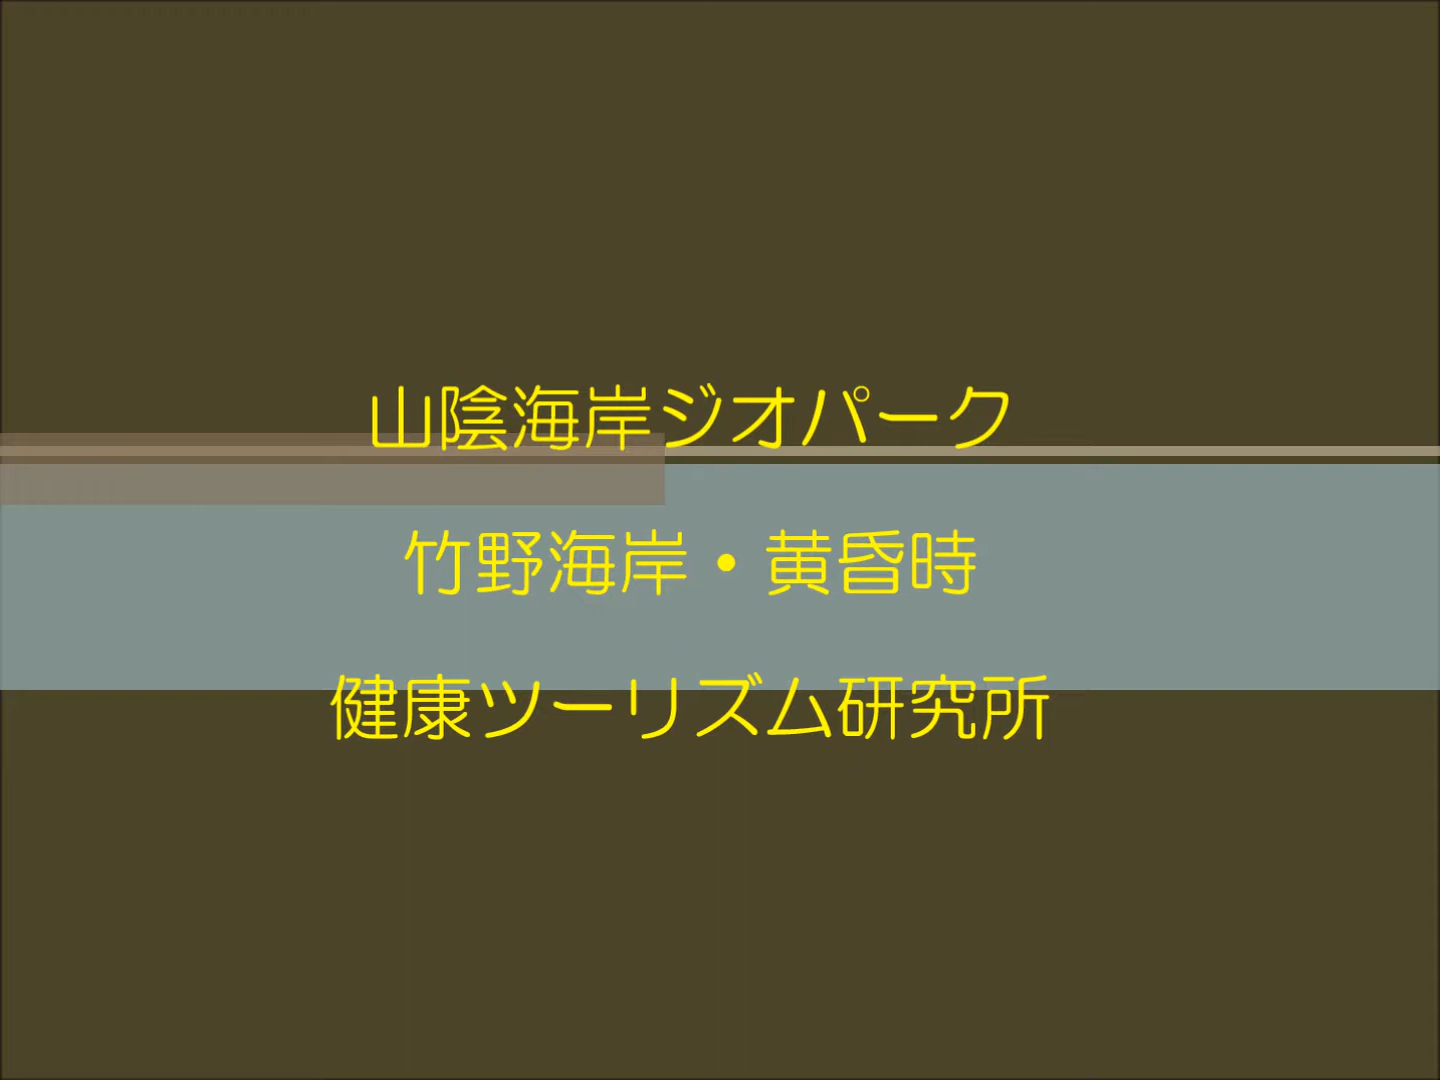 山陰海岸ジオパーク
竹野海岸・黄昏時
健康ツーリズム研究所